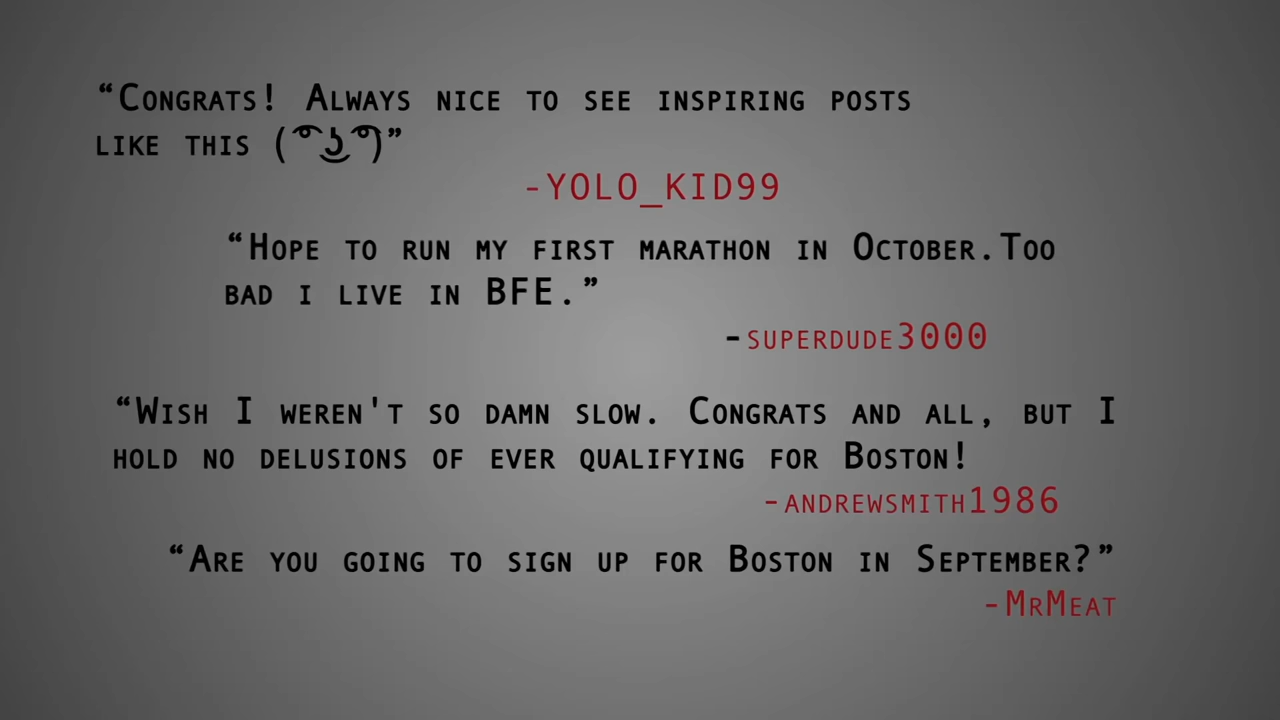 “Congrats! Always nice to see inspiring posts
like this ( ͡° ͜ʖ ͡°)”
-YOLO_KID99
“Hope to run my first marathon in October.Too
bad i live in BFE.”
-superdude3000
“Wish I weren't so damn slow. Congrats and all, but I
hold no delusions of ever qualifying for Boston!
-andrewsmith1986
“Are you going to sign up for Boston in September?”
-MrMeat